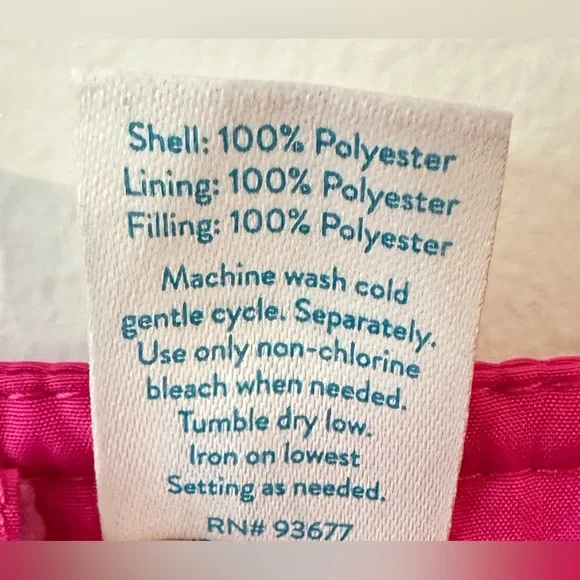 Shell: 100% Polyester
Lining: 100% Polyester
Filling: 100% Polyester
Machine wash cold
gentle cycle. Separately.
Use only non-chlorine
bleach when needed.
Tumble dry low.
Iron on lowest
Setting as needed.
RN# 93677